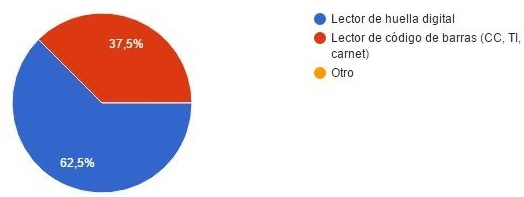 37,5%
62,5%
Lector de huella digital
Lector de código de barras (CC, TI,
carnet)
Otro